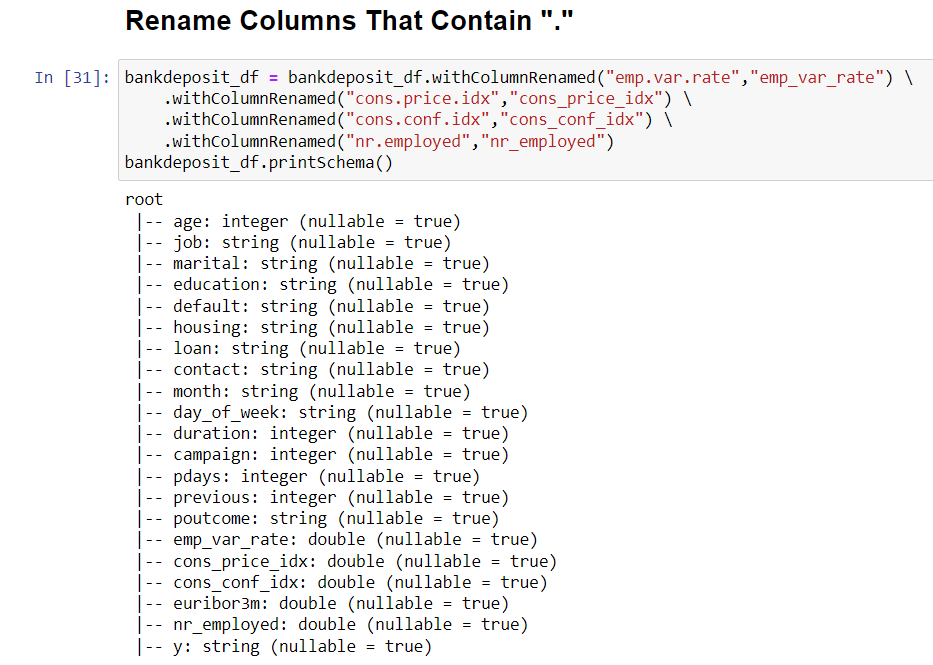 Rename Columns That Contain "."
In [31]: bankdeposit_df = bankdeposit_df.withColumnRenamed("emp.var.rate","emp_var_rate") \
    .withColumnRenamed("cons.price.idx","cons_price_idx") \
    .withColumnRenamed("cons.conf.idx","cons_conf_idx") \
    .withColumnRenamed("nr.employed","nr_employed")
bankdeposit_df.printSchema()
root
 |-- age: integer (nullable = true)
 |-- job: string (nullable = true)
 |-- marital: string (nullable = true)
 |-- education: string (nullable = true)
 |-- default: string (nullable = true)
 |-- housing: string (nullable = true)
 |-- loan: string (nullable = true)
 |-- contact: string (nullable = true)
 |-- month: string (nullable = true)
 |-- day_of_week: string (nullable = true)
 |-- duration: integer (nullable = true)
 |-- campaign: integer (nullable = true)
 |-- pdays: integer (nullable = true)
 |-- previous: integer (nullable = true)
 |-- poutcome: string (nullable = true)
 |-- emp_var_rate: double (nullable = true)
 |-- cons_price_idx: double (nullable = true)
 |-- cons_conf_idx: double (nullable = true)
 |-- euribor3m: double (nullable = true)
 |-- nr_employed: double (nullable = true)
 |-- y: string (nullable = true)